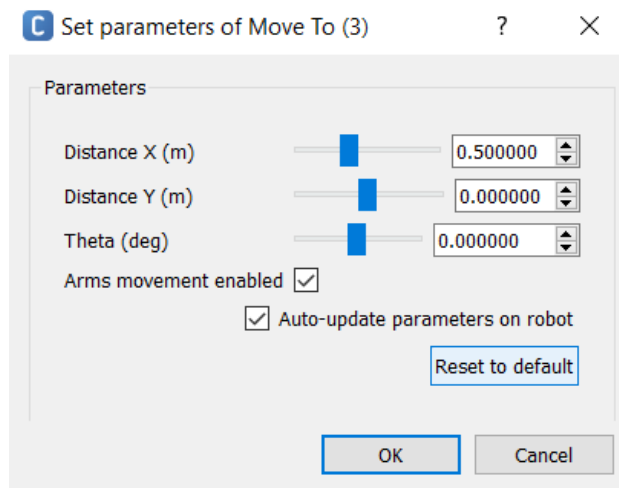 C Set parameters of Move To (3) ?
Parameters
Distance X (m) 0.500000
Distance Y (m) 0.000000
Theta (deg) 0.000000
Arms movement enabled
Auto-update parameters on robot
Reset to default
OK Cancel